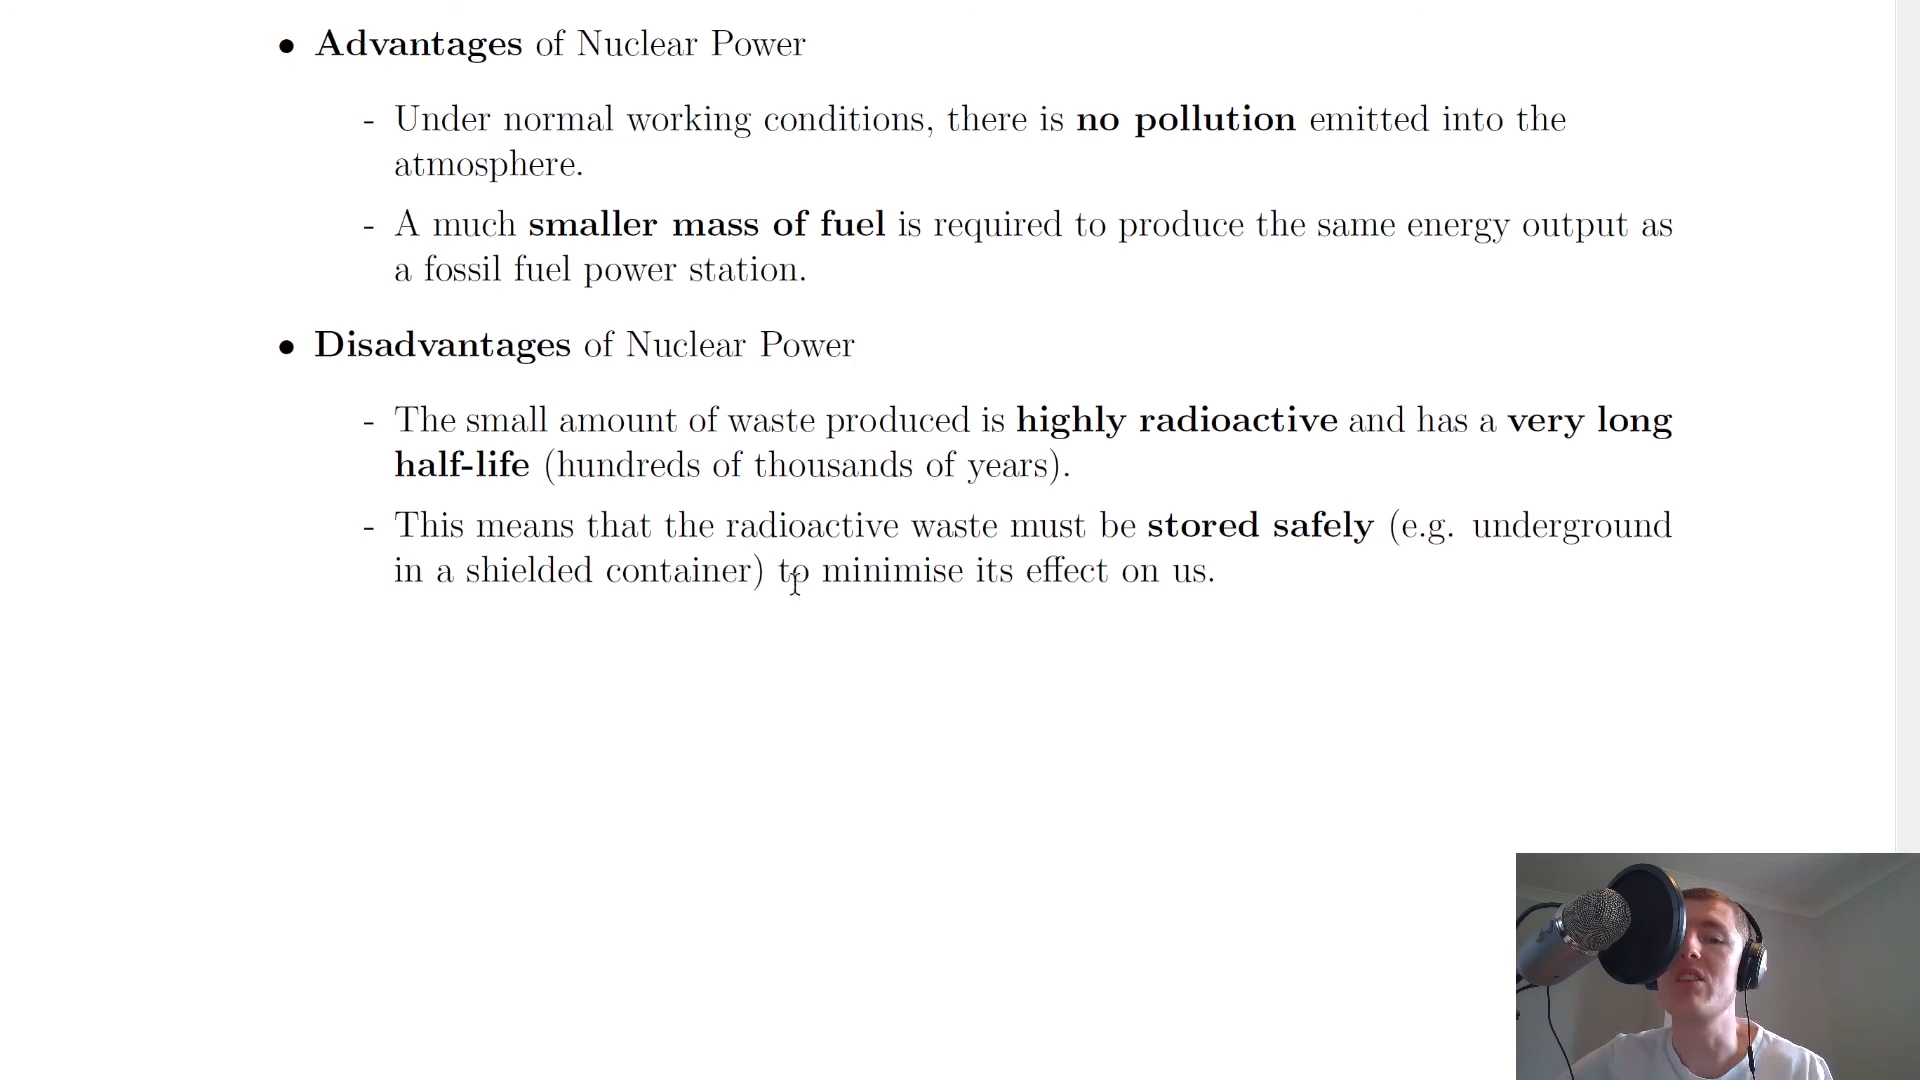 • Advantages of Nuclear Power
- Under normal working conditions, there is no pollution emitted into the
atmosphere.
- A much smaller mass of fuel is required to produce the same energy output as
a fossil fuel power station.
• Disadvantages of Nuclear Power
- The small amount of waste produced is highly radioactive and has a very long
half-life (hundreds of thousands of years).
- This means that the radioactive waste must be stored safely (e.g. underground
in a shielded container) to minimise its effect on us.